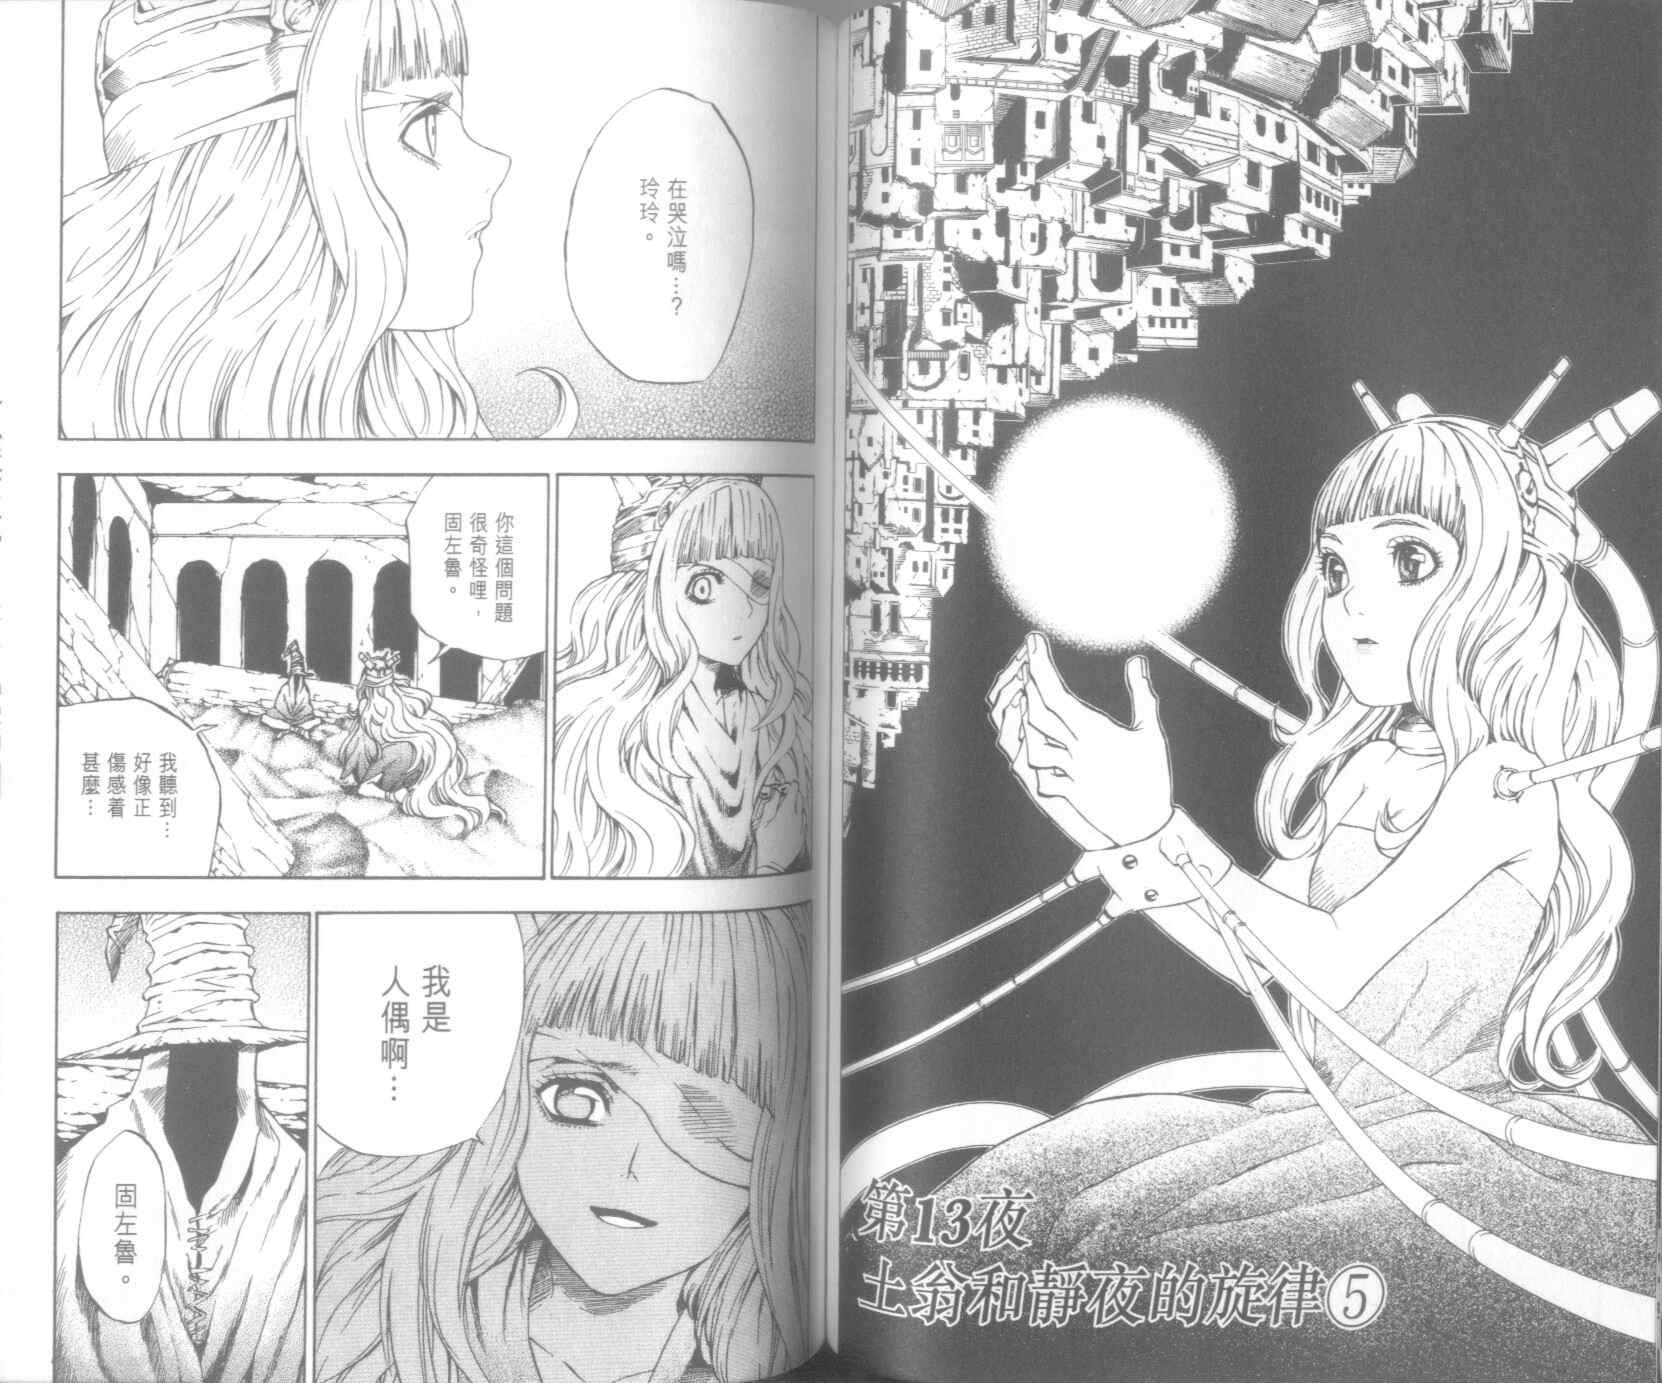 第13夜
土翁和靜夜的旋律⑤
在哭泣嗎…?
玲玲。
你這個問題
很奇怪哩，
固左魯。
我聽到…
好像正
傷感着
甚麼…
我是
人偶啊…
固左魯。